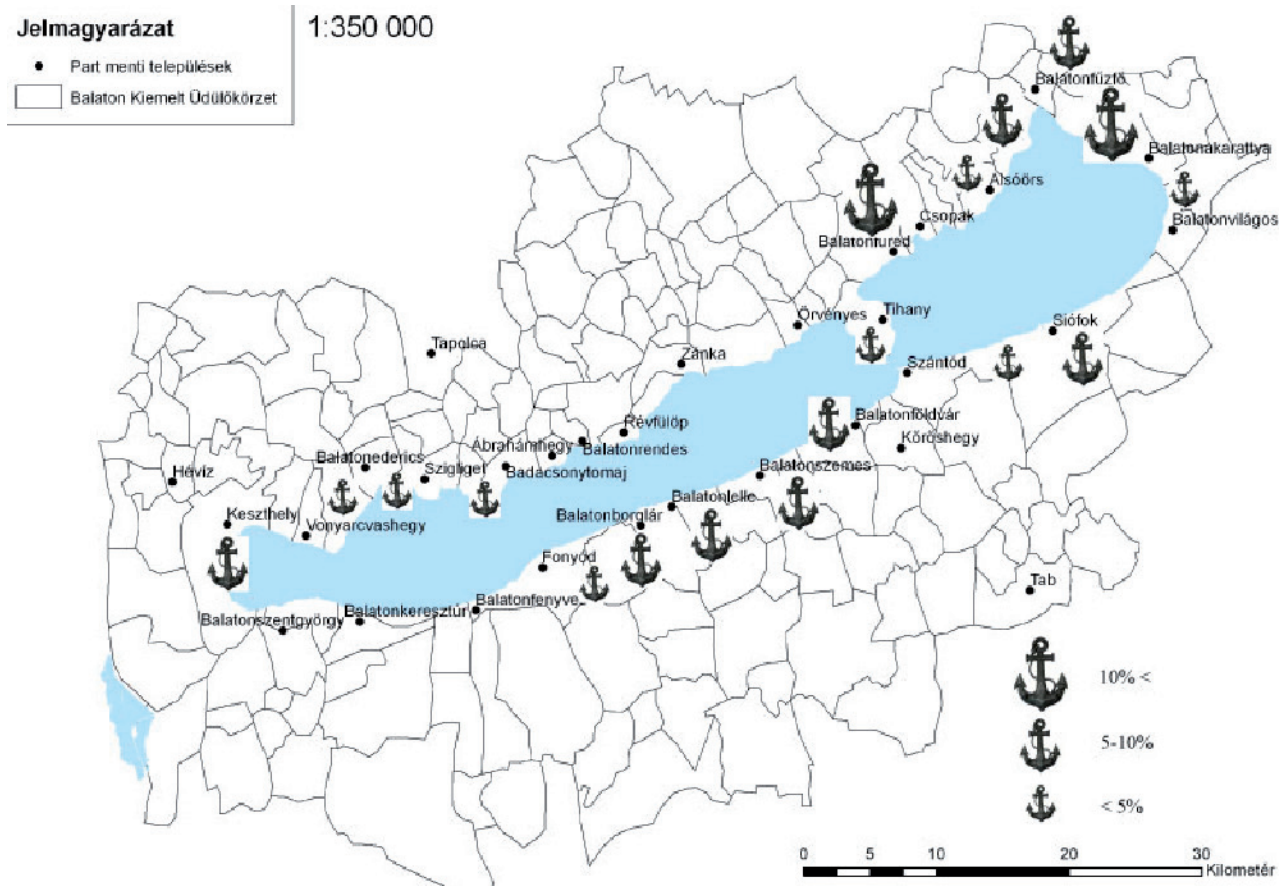 Jelmagyarázat
1:350 000
Part menti települések
Balaton Kiemelt Üdülőkörzet
Balatonfűzfő
Balatonakarattya
Alsóörs
Csopak
Balatonvilágos
Balatonfüred
Tihany
Örvényes
Siófok
Tapolca
Zánka
Szántód
Révfülöp
Balatonföldvár
Ábrahámhegy
Balatonrendes
Kőröshegy
Balatonederics
Szigliget
Badacsonytomaj
Balatonszemes
Hévíz
Balatonlelle
Keszthely
Balatonboglár
Vonyarcvashegy
Fonyód
Tab
Balatonfenyve
Balatonkeresztúr
Balatonszentgyörgy
10% <
5-10%
< 5%
0 5 10 20 30
Kilométer